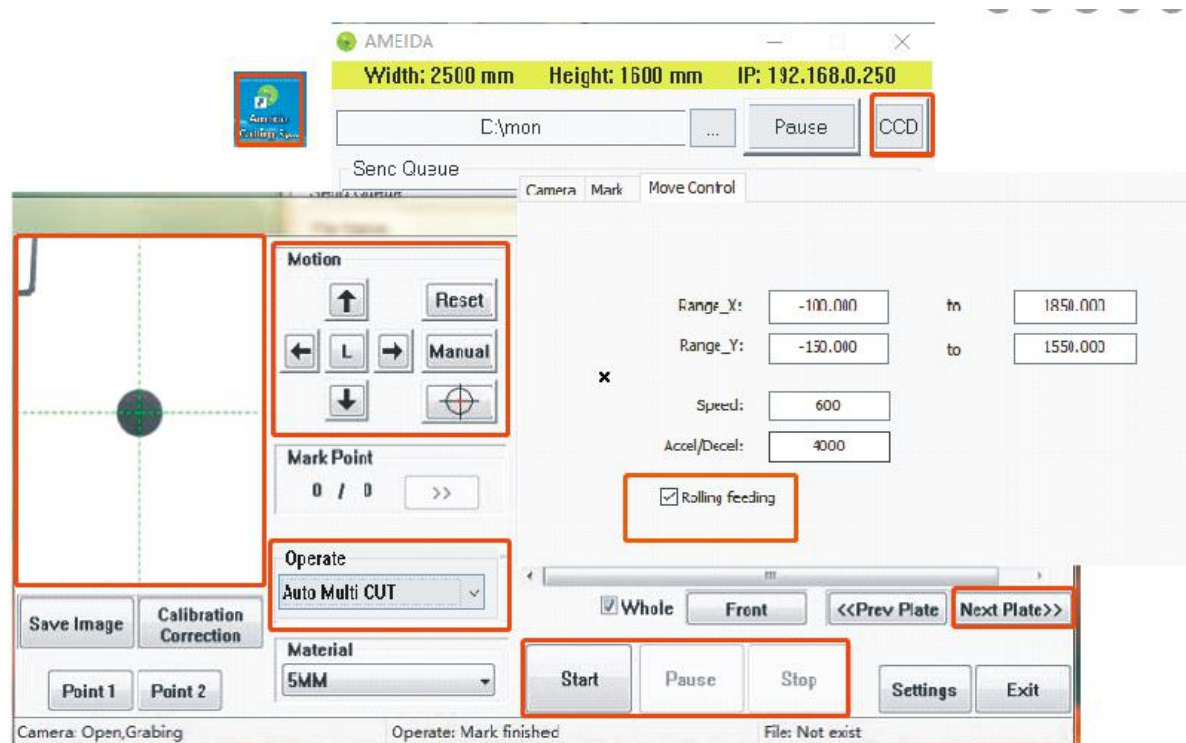 AMEIDA
Width: 2500 mm Height: 1600 mm IP: 192.168.0.250
... Pause CCD
Camera Mark Move Control
Motion
Reset
L Manual
Range_X: -100.000 to 1850.000
Range_Y: -150.000 to 1550.000
Speed: 600
Accel/Decel: 4000
Rolling feeding
Mark Point
0 / 0 >>
Operate
Auto Multi CUT
Whole Front <<Prev Plate Next Plate>>
Save Image Calibration Correction
Material
5MM
Start Pause Stop
Point 1 Point 2
Settings Exit
Camera: Open,Grabing Operate: Mark finished File: Not exist